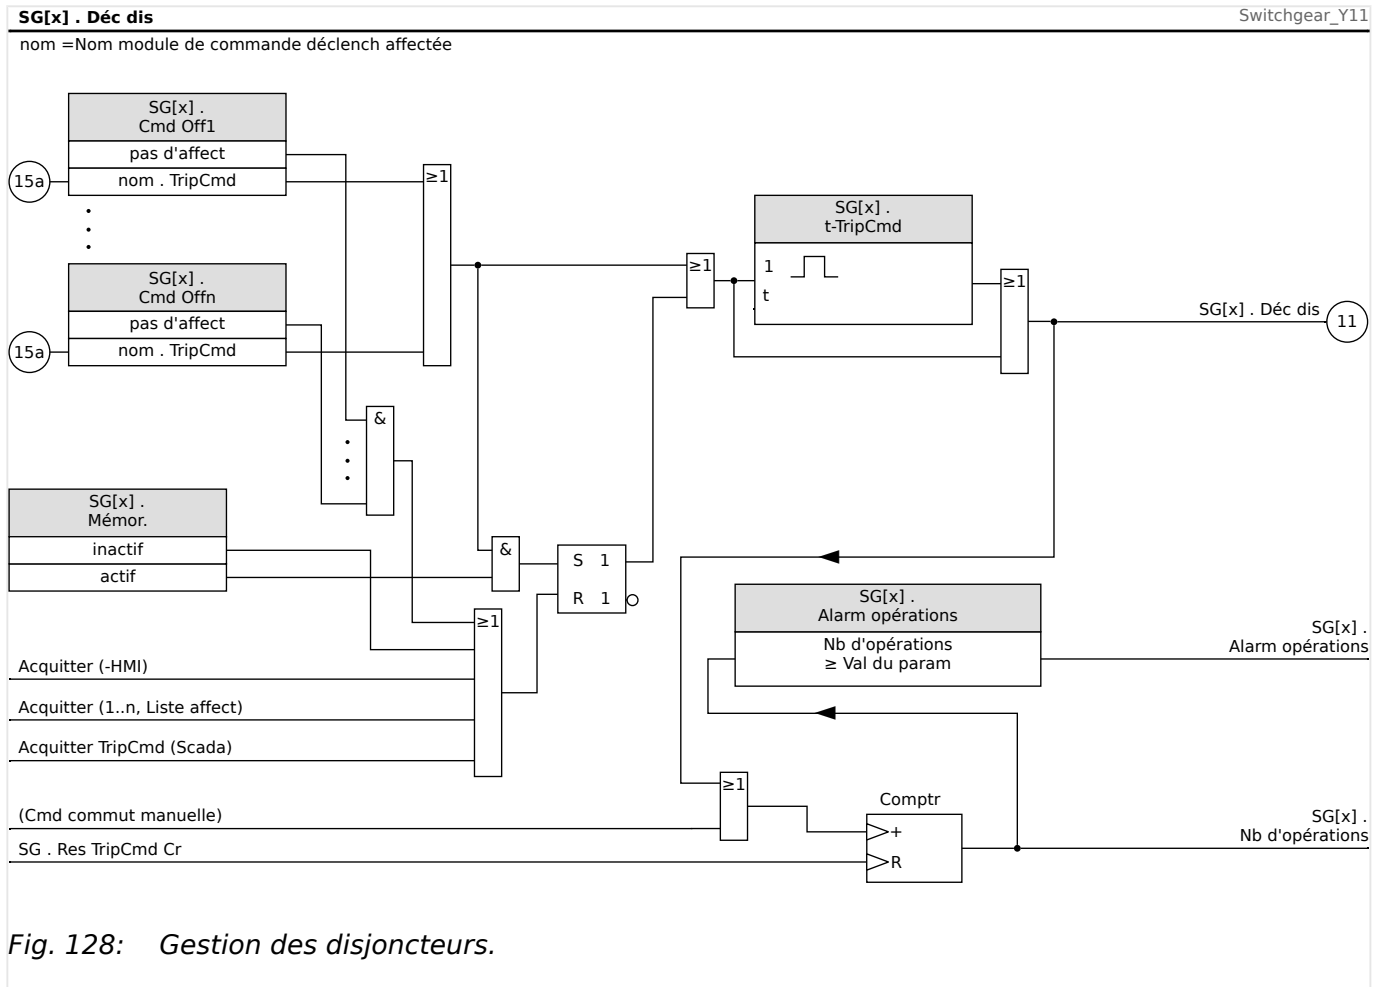 SG[x] . Déc dis
Switchgear_Y11
nom =Nom module de commande déclench affectée
SG[x] .
Cmd Off1
pas d'affect
15a
nom . TripCmd
≥1
SG[x] .
t-TripCmd
1
t
≥1
≥1
SG[x] .
Cmd Offn
pas d'affect
15a
nom . TripCmd
SG[x] . Déc dis
11
&
SG[x] .
Mémor.
inactif
actif
&
S 1
R 1
≥1
SG[x] .
Alarm opérations
Nb d'opérations
≥ Val du param
SG[x] .
Alarm opérations
Acquitter (-HMI)
Acquitter (1..n, Liste affect)
Acquitter TripCmd (Scada)
≥1
(Cmd commut manuelle)
SG . Res TripCmd Cr
Comptr
+
R
SG[x] .
Nb d'opérations
Fig. 128: Gestion des disjoncteurs.